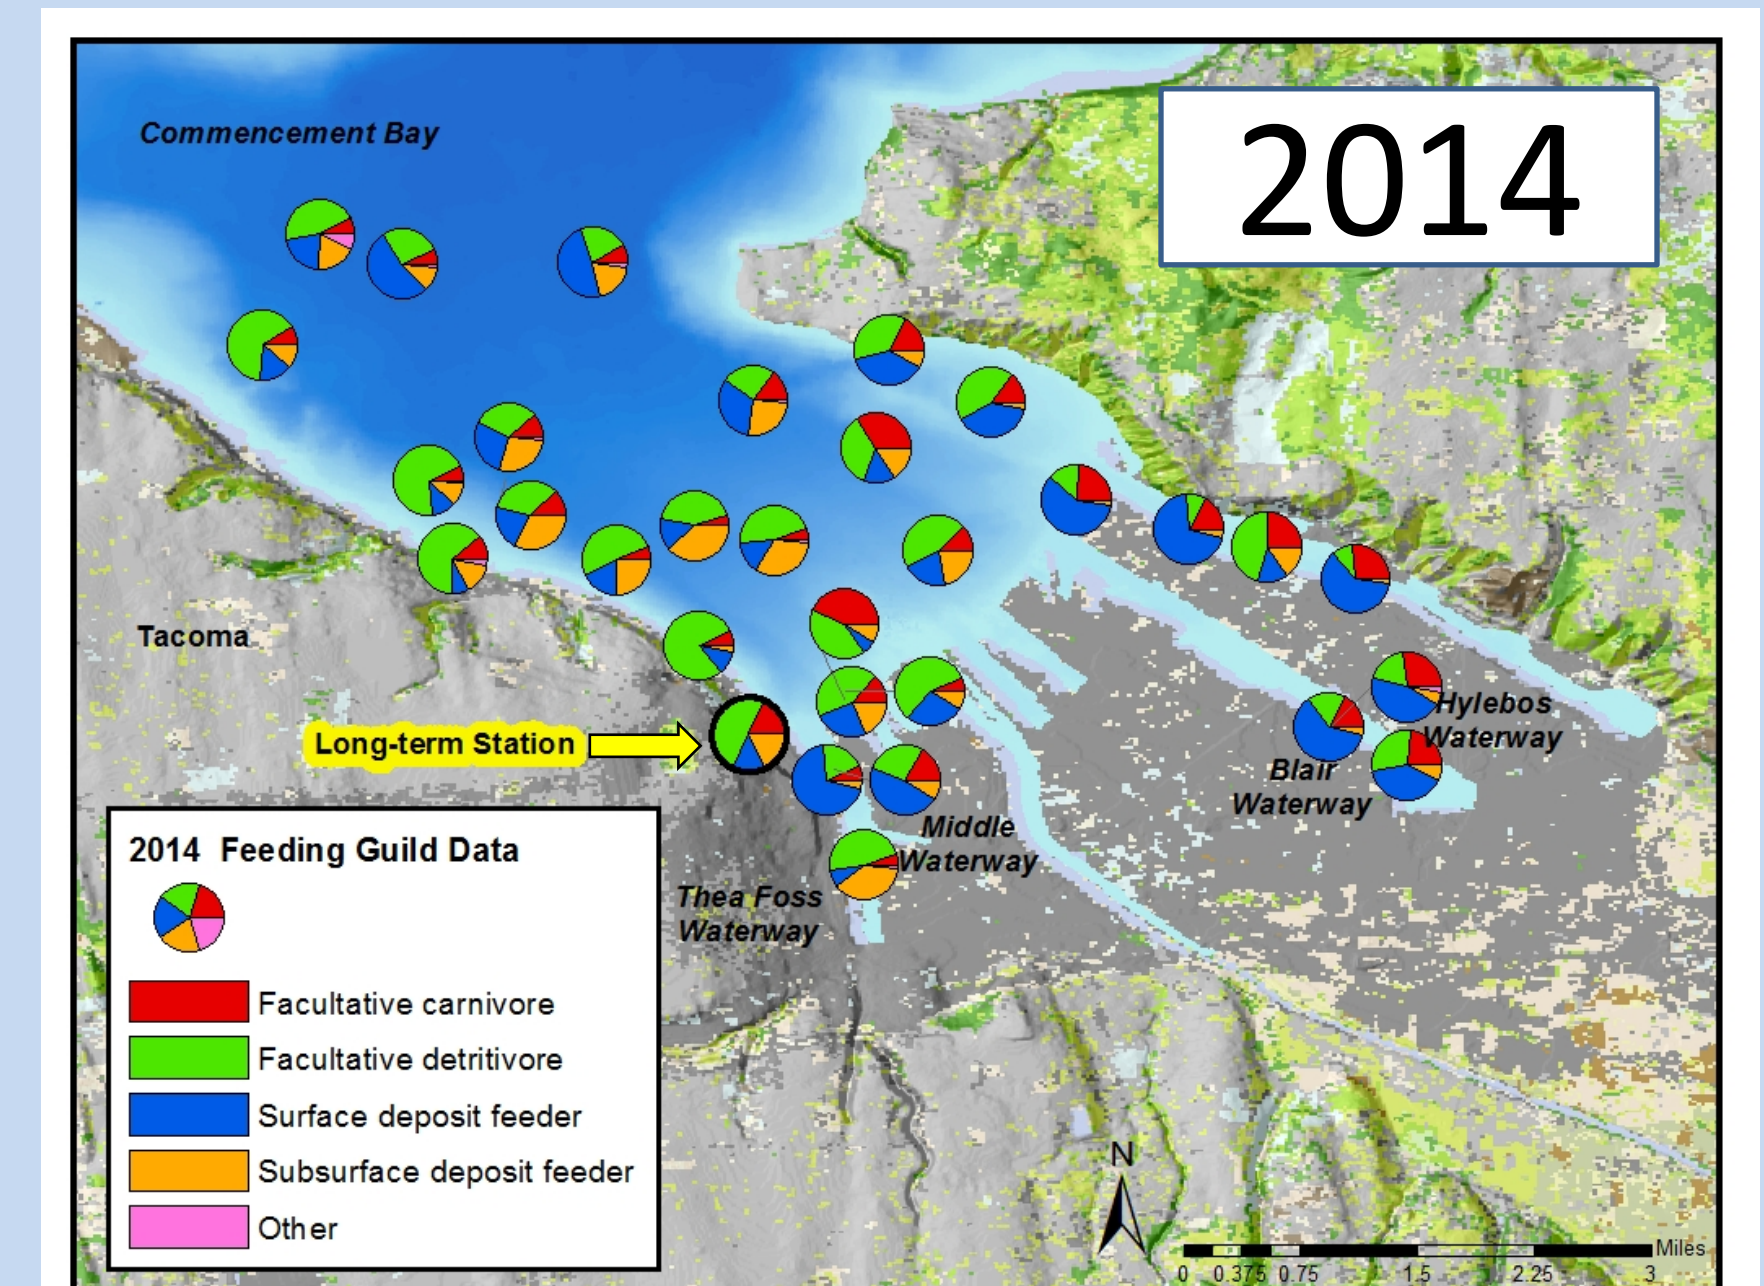 2014
Commencement Bay
Tacoma
Long-term Station
Hylebos
Waterway
Blair
Waterway
Middle
Waterway
Thea Foss
Waterway
2014 Feeding Guild Data
Facultative carnivore
Facultative detritivore
Surface deposit feeder
Subsurface deposit feeder
Other
N
Miles
0 0.375 0.75 1.5 2.25 3